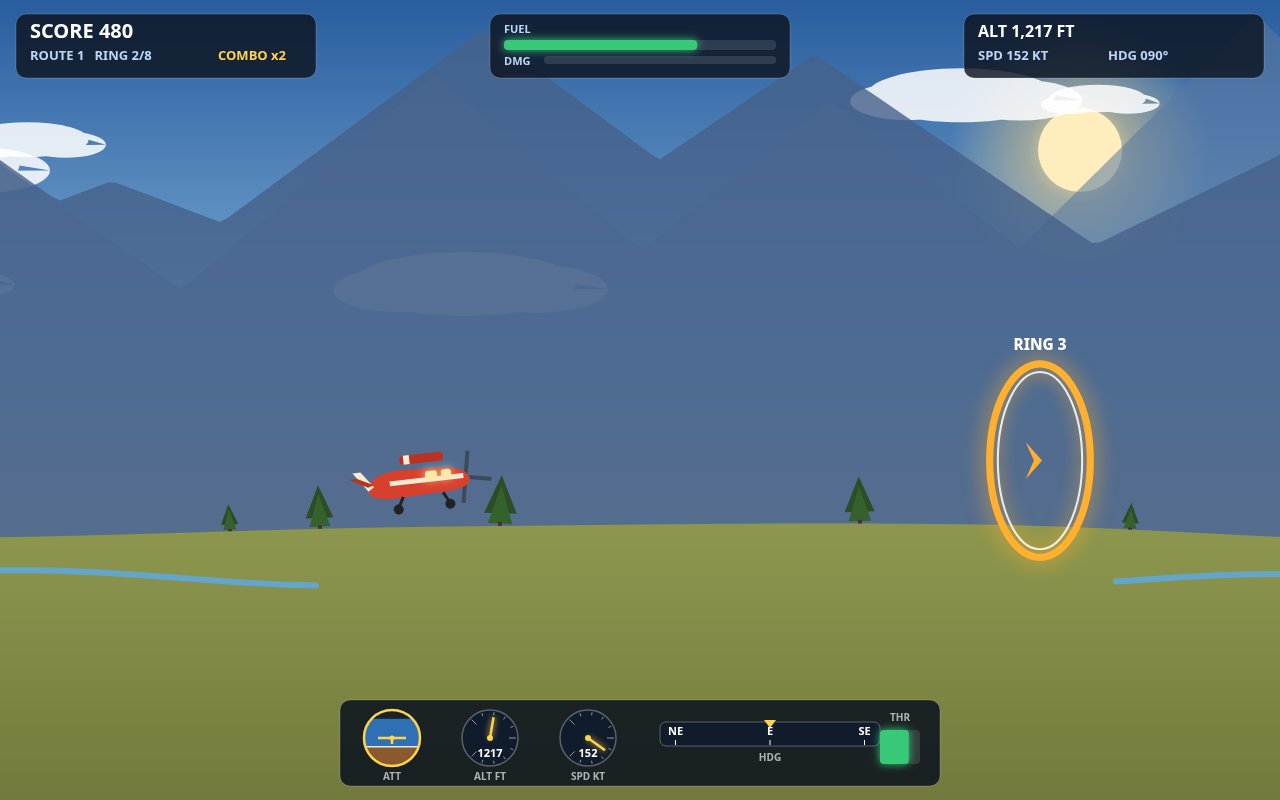 SCORE 480
ROUTE 1 RING 2/8 COMBO x2
FUEL
DMG
ALT 1,217 FT
SPD 152 KT HDG 090°
RING 3
1217
ATT ALT FT
152
SPD KT
NE E SE
HDG
THR